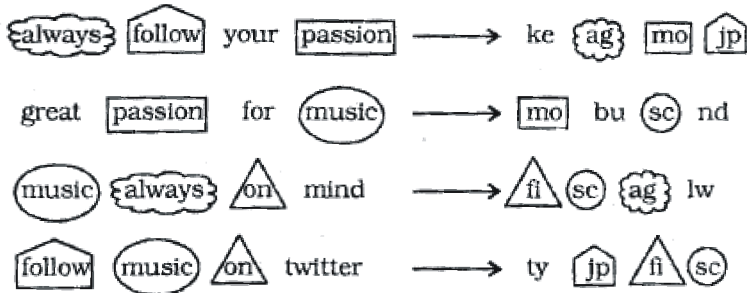 always follow your passion → ke ag mo jp
great passion for music → mo bu sc nd
music always on mind → fi sc ag lw
follow music on twitter → ty jp fi sc